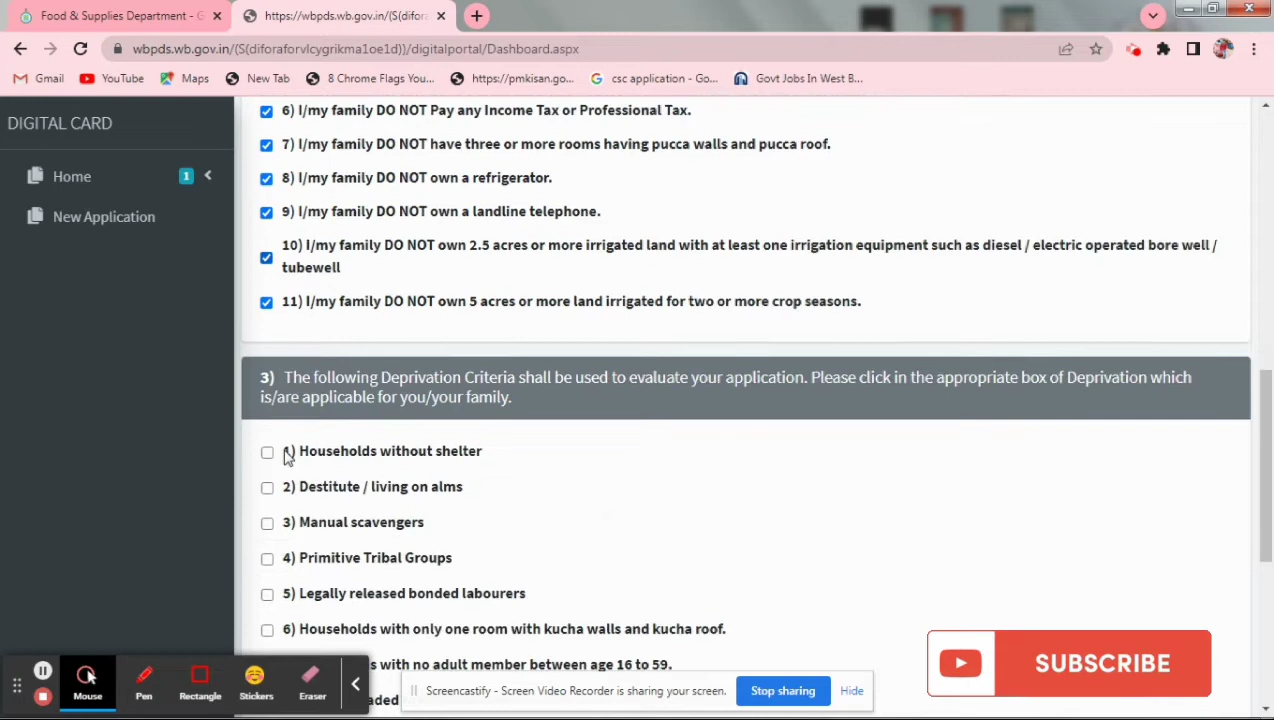 Food & Supplies Department - G
https://wbpds.wb.gov.in/(S(difora
wbpds.wb.gov.in/(S(diforaforvlcygrikma1oe1d))/digitalportal/Dashboard.aspx
Gmail
YouTube
Maps
New Tab
8 Chrome Flags You...
https://pmkisan.go...
csc application - Go...
Govt Jobs In West B...
DIGITAL CARD
Home 1
New Application
6) I/my family DO NOT Pay any Income Tax or Professional Tax.
7) I/my family DO NOT have three or more rooms having pucca walls and pucca roof.
8) I/my family DO NOT own a refrigerator.
9) I/my family DO NOT own a landline telephone.
10) I/my family DO NOT own 2.5 acres or more irrigated land with at least one irrigation equipment such as diesel / electric operated bore well /
tubewell
11) I/my family DO NOT own 5 acres or more land irrigated for two or more crop seasons.
3) The following Deprivation Criteria shall be used to evaluate your application. Please click in the appropriate box of Deprivation which
is/are applicable for you/your family.
1) Households without shelter
2) Destitute / living on alms
3) Manual scavengers
4) Primitive Tribal Groups
5) Legally released bonded labourers
6) Households with only one room with kucha walls and kucha roof.
with no adult member between age 16 to 59.
Mouse
Pen
Rectangle
Stickers
Eraser
Screencastify - Screen Video Recorder is sharing your screen.
Stop sharing
Hide
SUBSCRIBE